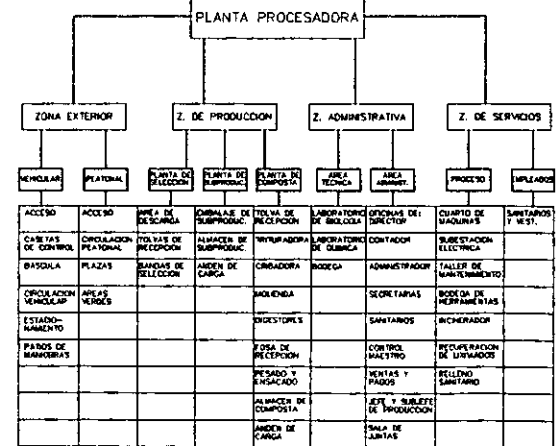 PLANTA PROCESADORA
ZONA EXTERIOR
Z. DE PRODUCCION
Z. ADMINISTRATIVA
Z. DE SERVICIOS
VEHICULAR
PEATONAL
PLANTA DE
SELECCION
PLANTA DE
SUBPRODUC.
PLANTA DE
COMPOSTA
AREA
TECNICA
AREA
ADMINIST.
PROCESO
EMPLEADOS
ACCESO
CASETAS
DE CONTROL
BASCULA
CIRCULACION
VEHICULAR
ESTACIO-
NAMIENTO
PATIOS DE
MANIOBRAS
ACCESO
CIRCULACION
PEATONAL
PLAZAS
AREAS
VERDES
AREA DE
DESCARGA
TOLVAS DE
RECEPCION
BANDAS DE
SELECCION
EMBALAJE DE
SUBPRODUC.
ALMACEN DE
SUBPRODUC.
ANDEN DE
CARGA
TOLVA DE
RECEPCION
TRITURADORA
CRIBADORA
MOLIENDA
DIGESTORES
FOSA DE
RECEPCION
PESADO Y
ENSACADO
ALMACEN DE
COMPOSTA
ANDEN DE
CARGA
LABORATORIO
DE BIOLOGIA
LABORATORIO
DE QUIMICA
BODEGA
OFICINAS DE:
DIRECTOR
CONTADOR
ADMINISTRADOR
SECRETARIAS
SANITARIOS
CONTROL
MAESTRO
VENTAS Y
PAGOS
JEFE Y SUBJEFE
DE PRODUCCION
SALA DE
JUNTAS
CUARTO DE
MAQUINAS
SUBESTACION
ELECTRICA
TALLER DE
MANTENIMIENTO
BODEGA DE
HERRAMIENTAS
INCINERADOR
RECUPERACION
DE LIXIVIADOS
RELLENO
SANITARIO
SANITARIOS
Y VEST.